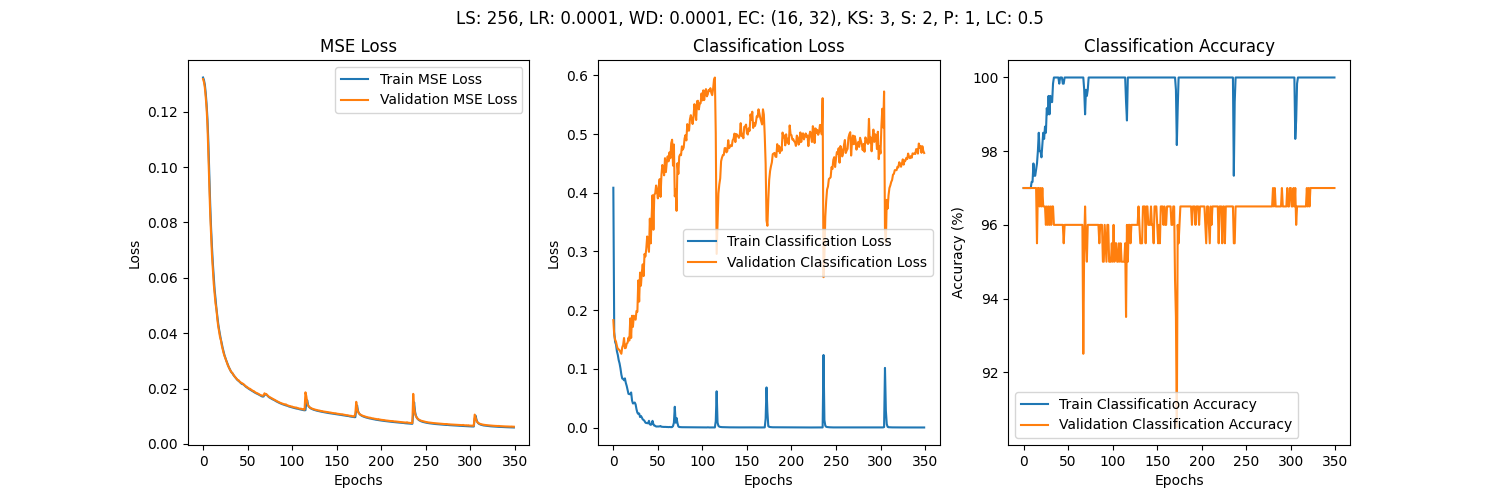 LS: 256, LR: 0.0001, WD: 0.0001, EC: (16, 32), KS: 3, S: 2, P: 1, LC: 0.5
MSE Loss
Loss
0.12
0.10
0.08
0.06
0.04
0.02
0.00
Train MSE Loss
Validation MSE Loss
0 50 100 150 200 250 300 350
Epochs
Classification Loss
Loss
0.6
0.5
0.4
0.3
0.2
0.1
0.0
Train Classification Loss
Validation Classification Loss
0 50 100 150 200 250 300 350
Epochs
Classification Accuracy
Accuracy (%)
100
98
96
94
92
Train Classification Accuracy
Validation Classification Accuracy
0 50 100 150 200 250 300 350
Epochs